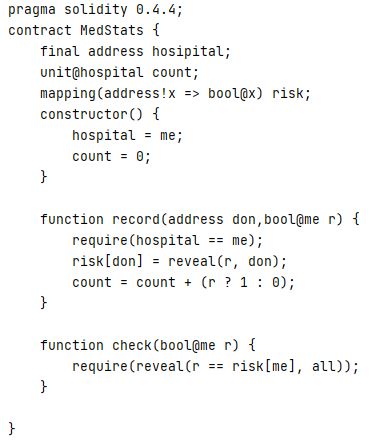 pragma solidity 0.4.4;
contract MedStats {
    final address hosipital;
    unit@hospital count;
    mapping(address!x => bool@x) risk;
    constructor() {
        hospital = me;
        count = 0;
    }

    function record(address don,bool@me r) {
        require(hospital == me);
        risk[don] = reveal(r, don);
        count = count + (r ? 1 : 0);
    }

    function check(bool@me r) {
        require(reveal(r == risk[me], all));
    }

}